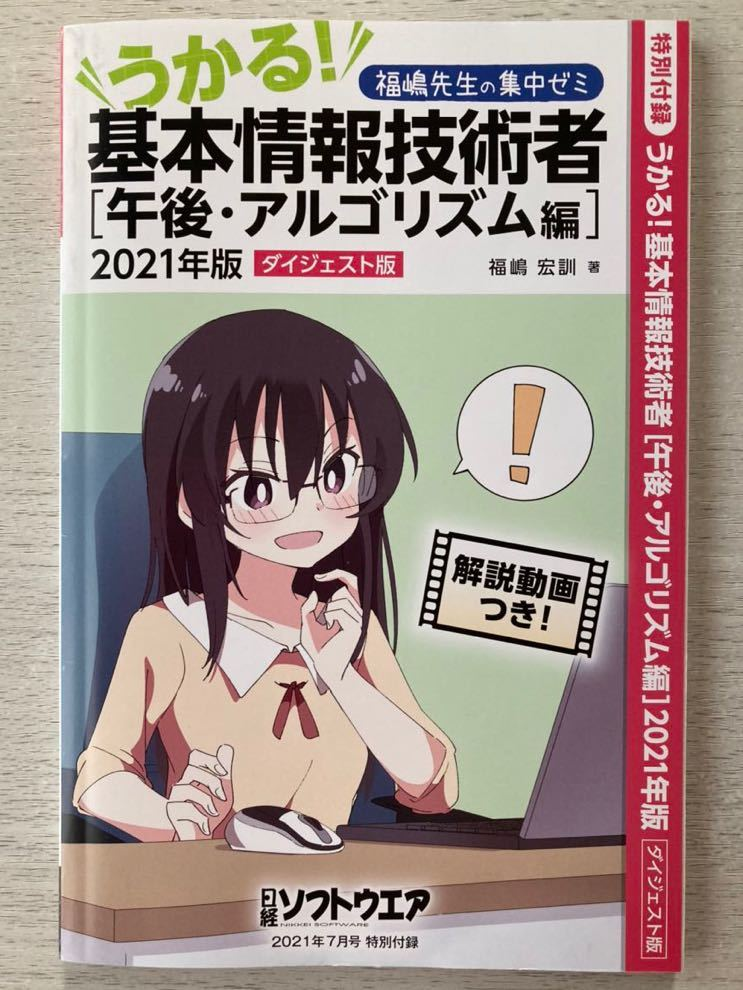 うかる!
福嶋先生の集中ゼミ
基本情報技術者
[午後・アルゴリズム編]
2021年版 ダイジェスト版
福嶋 宏訓 著
!
解説動画
つき!
日経ソフトウエア
NIKKEI SOFTWARE
2021年7月号 特別付録
特別付録 うかる!基本情報技術者[午後・アルゴリズム編]2021年版 [ダイジェスト版]